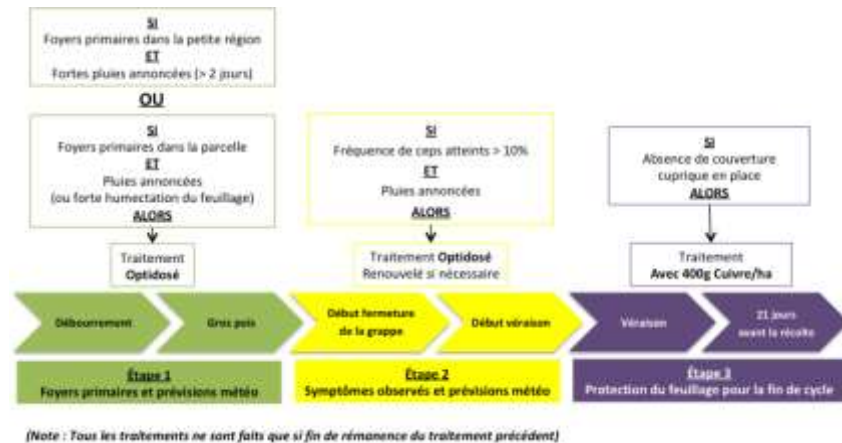 SI
Foyers primaires dans la petite région
ET
Fortes pluies annoncées (> 2 jours)
OU
SI
Foyers primaires dans la parcelle
ET
Pluies annoncées
(ou forte humectation du feuillage)
ALORS
Traitement
Optidosé
SI
Fréquence de ceps atteints > 10%
ET
Pluies annoncées
ALORS
Traitement Optidosé
Renouvelé si nécessaire
SI
Absence de couverture
cuprique en place
ALORS
Traitement
Avec 400g Cuivre/ha
Débourrement
Gros pois
Début fermeture
de la grappe
Début véraison
Véraison
21 jours
avant la récolte
Étape 1
Foyers primaires et prévisions météo
Étape 2
Symptômes observés et prévisions météo
Étape 3
Protection du feuillage pour la fin de cycle
(Note : Tous les traitements ne sont faits que si fin de rémanence du traitement précédent)